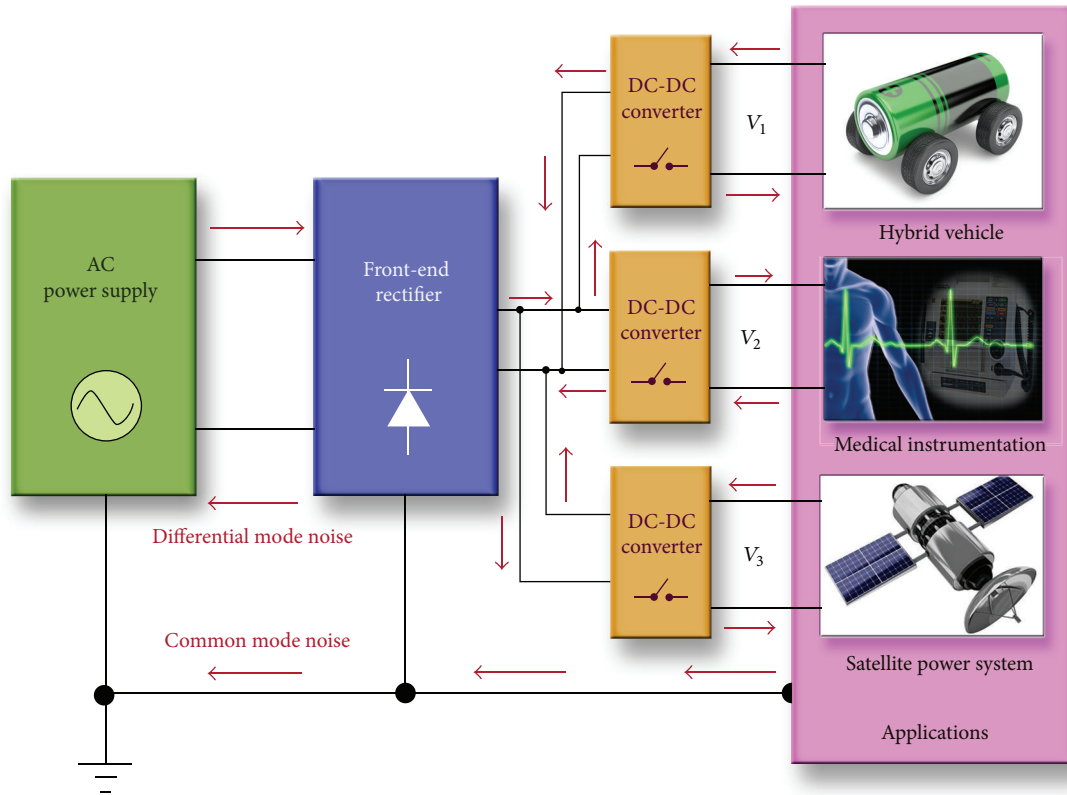 AC
power supply
Front-end
rectifier
DC-DC
converter
V1
Hybrid vehicle
DC-DC
converter
V2
Medical instrumentation
DC-DC
converter
V3
Satellite power system
Differential mode noise
Common mode noise
Applications